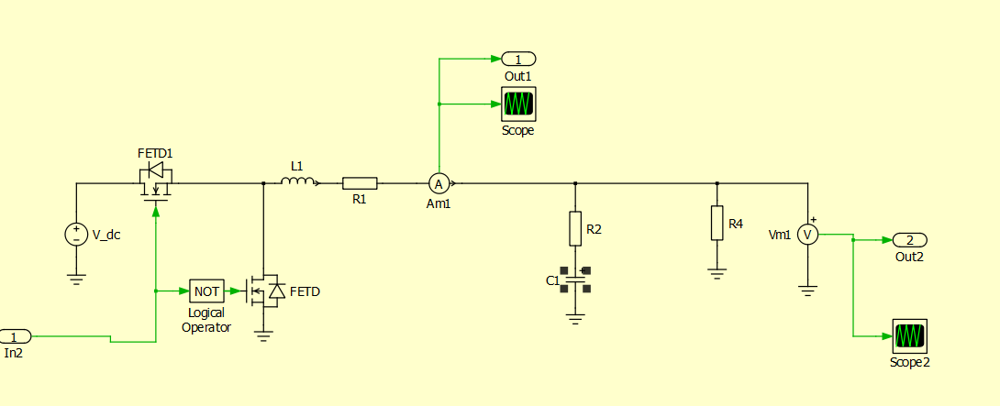 1
Out1
Scope
FETD1
L1
R1
A
Am1
V_dc
R2
R4
Vm1
+
V
2
Out2
C1
NOT
Logical
Operator
FETD
1
In2
Scope2